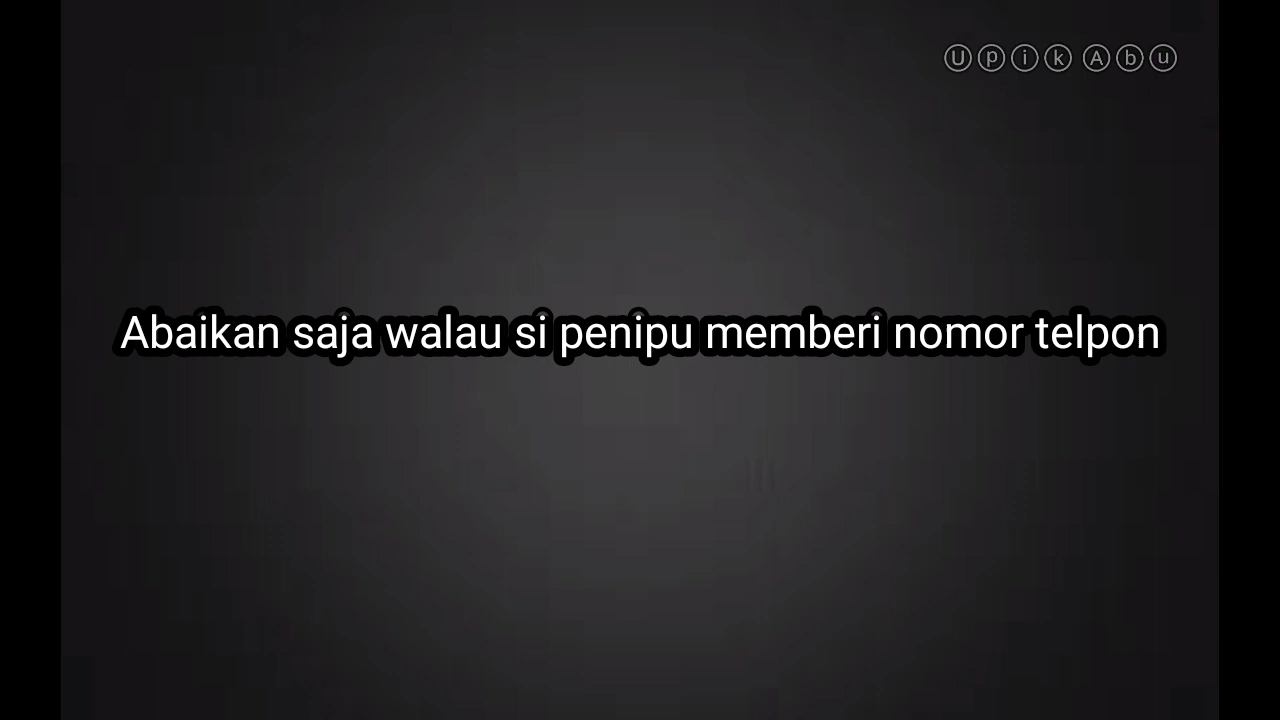 Ⓤⓟⓘⓚ Ⓐⓑⓤ
Abaikan saja walau si penipu memberi nomor telpon